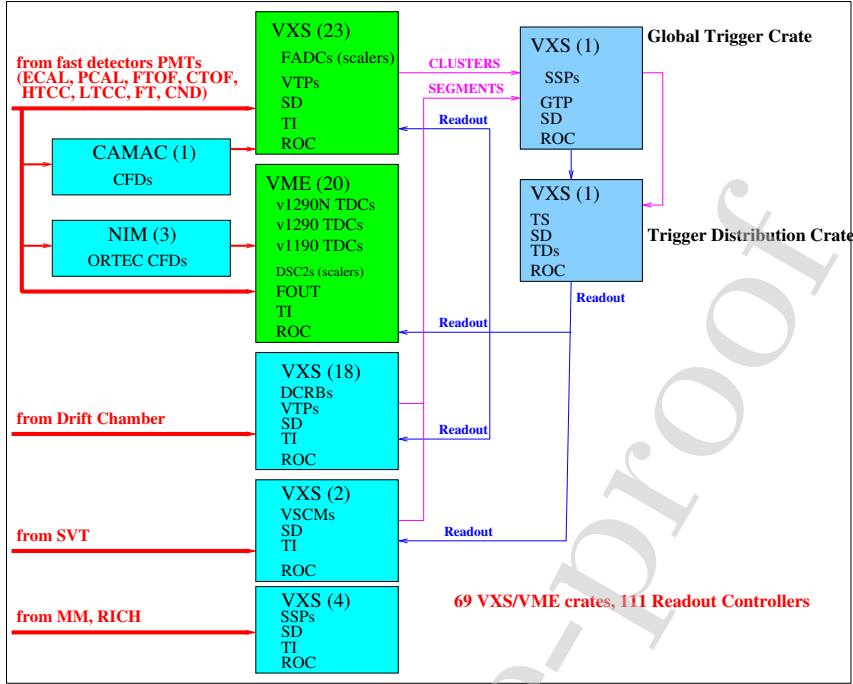 from fast detectors PMTs
(ECAL, PCAL, FTOF, CTOF,
HTCC, LTCC, FT, CND)
VXS (23)
FADCs (scalers)
VTPs
SD
TI
ROC
CLUSTERS
SEGMENTS
Readout
VXS (1)
SSPs
GTP
SD
ROC
Global Trigger Crate
CAMAC (1)
CFDs
NIM (3)
ORTEC CFDs
VME (20)
v1290N TDCs
v1290 TDCs
v1190 TDCs
DSC2s (scalers)
FOUT
TI
ROC
Readout
VXS (1)
TS
SD
TDs
ROC
Trigger Distribution Crate
Readout
from Drift Chamber
VXS (18)
DCRBs
VTPs
SD
TI
ROC
Readout
from SVT
VXS (2)
VSCMs
SD
TI
ROC
Readout
from MM, RICH
VXS (4)
SSPs
SD
TI
ROC
69 VXS/VME crates, 111 Readout Controllers
-proof